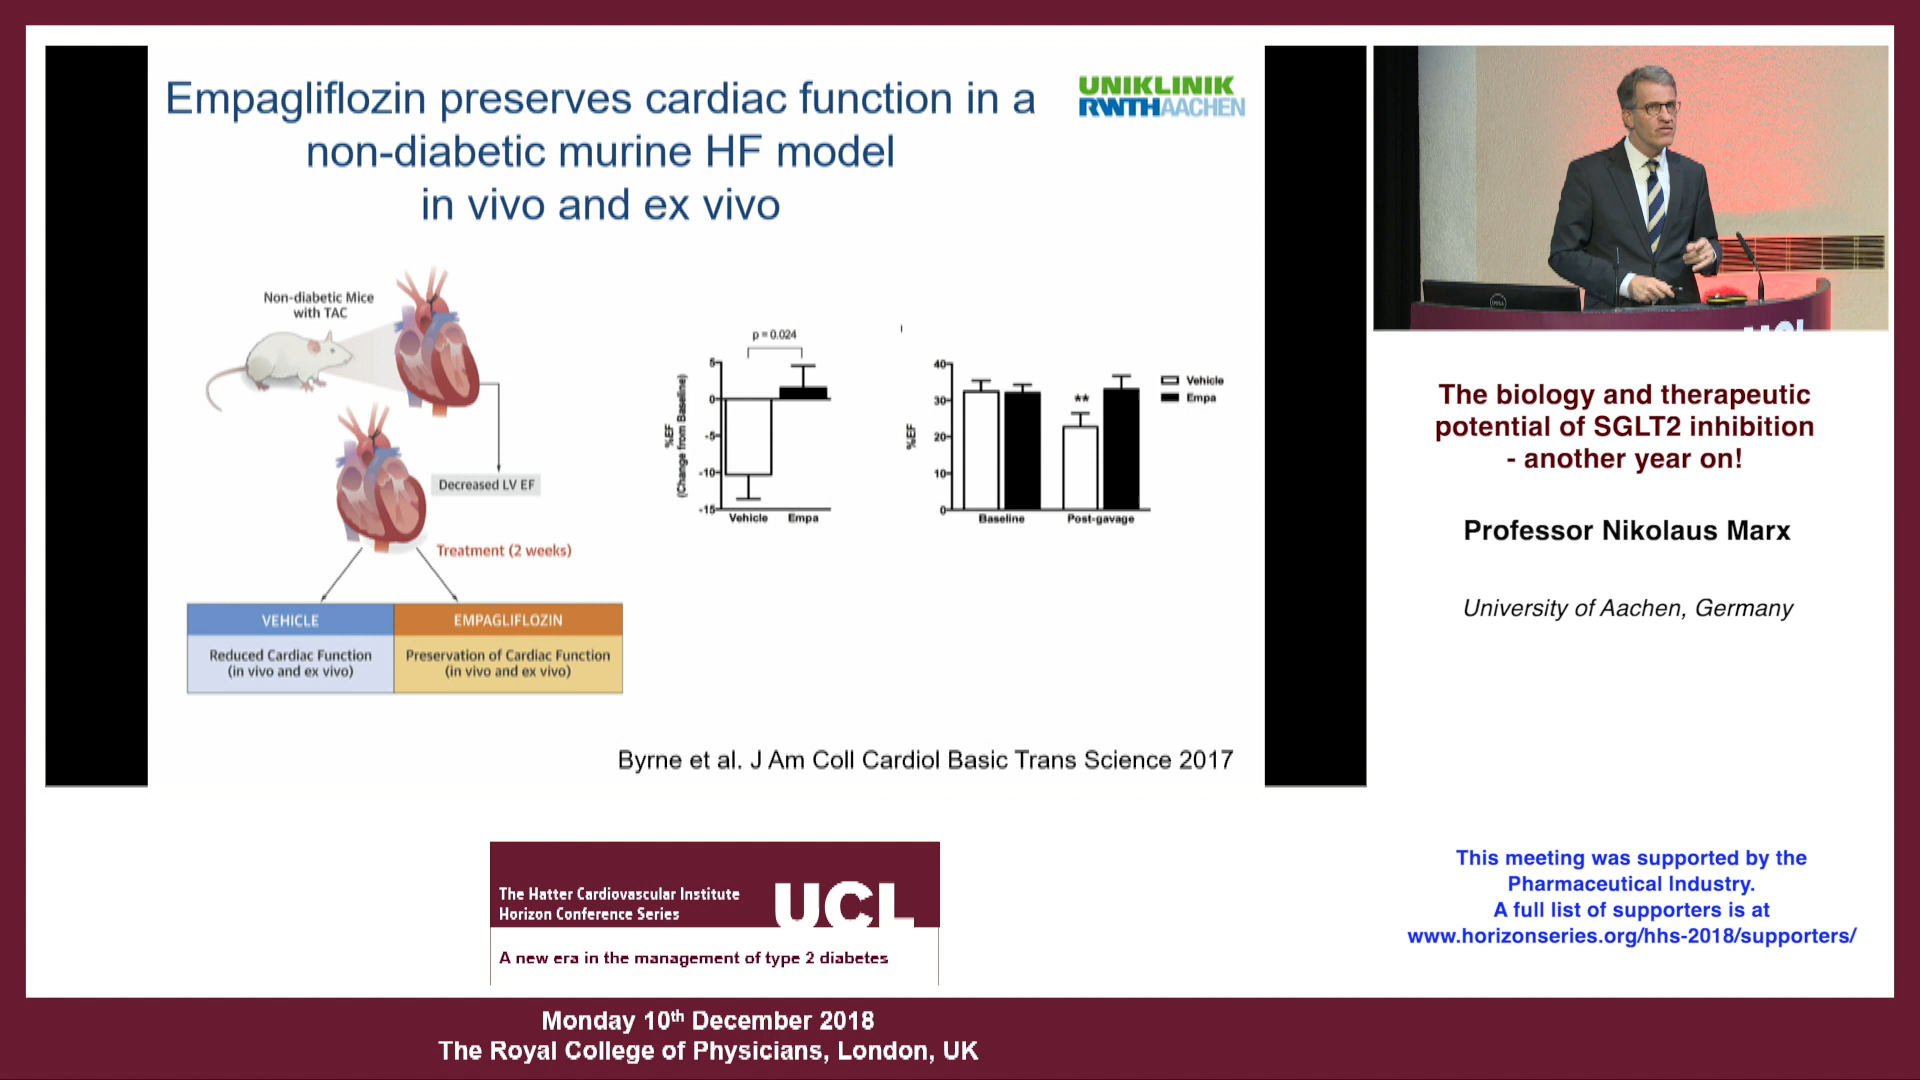 Empagliflozin preserves cardiac function in a
non-diabetic murine HF model
in vivo and ex vivo
UNIKLINIK
RWTHAACHEN
Non-diabetic Mice
with TAC
Decreased LV EF
Treatment (2 weeks)
VEHICLE
EMPAGLIFLOZIN
Reduced Cardiac Function
(in vivo and ex vivo)
Preservation of Cardiac Function
(in vivo and ex vivo)
p = 0.024
%EF
(Change from Baseline)
5
0
-5
-10
-15
Vehicle
Empa
%EF
40
30
20
10
0
**
Baseline
Post-gavage
Vehicle
Empa
Byrne et al. J Am Coll Cardiol Basic Trans Science 2017
DELL
UCL
The biology and therapeutic
potential of SGLT2 inhibition
- another year on!
Professor Nikolaus Marx
University of Aachen, Germany
This meeting was supported by the
Pharmaceutical Industry.
A full list of supporters is at
www.horizonseries.org/hhs-2018/supporters/
The Hatter Cardiovascular Institute
Horizon Conference Series
UCL
A new era in the management of type 2 diabetes
Monday 10th December 2018
The Royal College of Physicians, London, UK